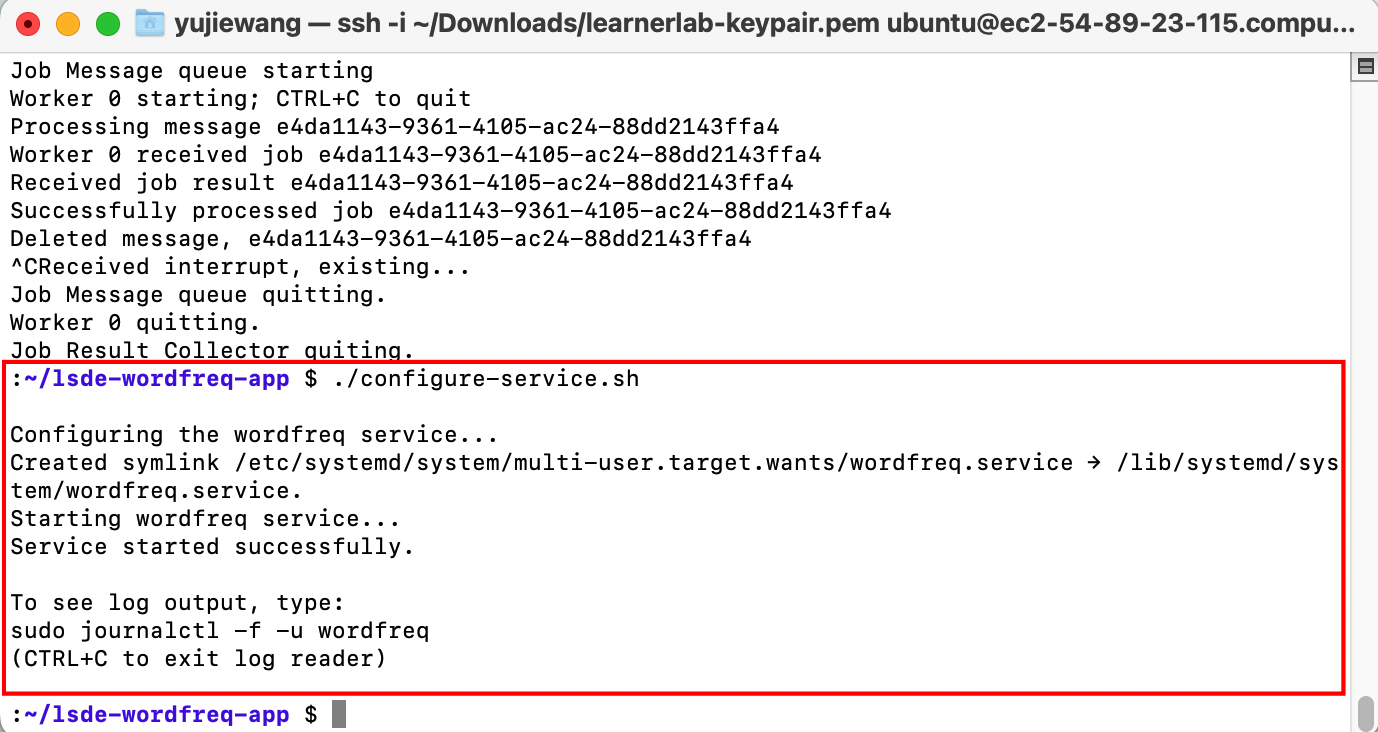 yujiewang — ssh -i ~/Downloads/learnerlab-keypair.pem ubuntu@ec2-54-89-23-115.compu...
Job Message queue starting
Worker 0 starting; CTRL+C to quit
Processing message e4da1143-9361-4105-ac24-88dd2143ffa4
Worker 0 received job e4da1143-9361-4105-ac24-88dd2143ffa4
Received job result e4da1143-9361-4105-ac24-88dd2143ffa4
Successfully processed job e4da1143-9361-4105-ac24-88dd2143ffa4
Deleted message, e4da1143-9361-4105-ac24-88dd2143ffa4
^CReceived interrupt, existing...
Job Message queue quitting.
Worker 0 quitting.
Job Result Collector quiting.
:~/lsde-wordfreq-app $ ./configure-service.sh
Configuring the wordfreq service...
Created symlink /etc/systemd/system/multi-user.target.wants/wordfreq.service → /lib/systemd/sys
tem/wordfreq.service.
Starting wordfreq service...
Service started successfully.
To see log output, type:
sudo journalctl -f -u wordfreq
(CTRL+C to exit log reader)
:~/lsde-wordfreq-app $